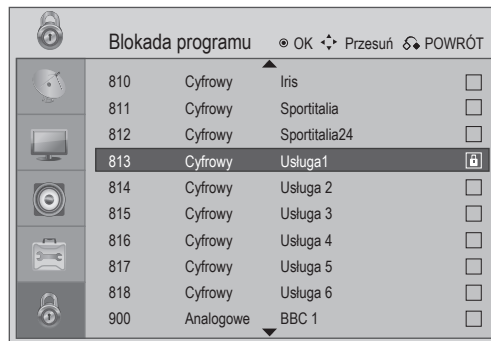 Blokada programu OK Przesuń POWRÓT
810 Cyfrowy Iris
811 Cyfrowy Sportitalia
812 Cyfrowy Sportitalia24
813 Cyfrowy Usługa1
814 Cyfrowy Usługa 2
815 Cyfrowy Usługa 3
816 Cyfrowy Usługa 4
817 Cyfrowy Usługa 5
818 Cyfrowy Usługa 6
900 Analogowe BBC 1